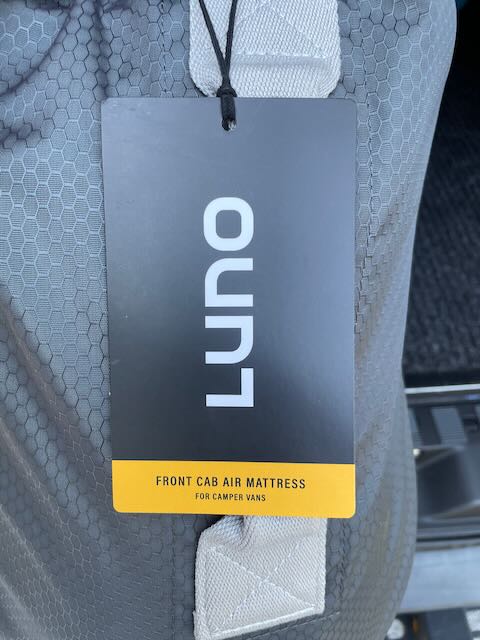 LUNO
FRONT CAB AIR MATTRESS
FOR CAMPER VANS